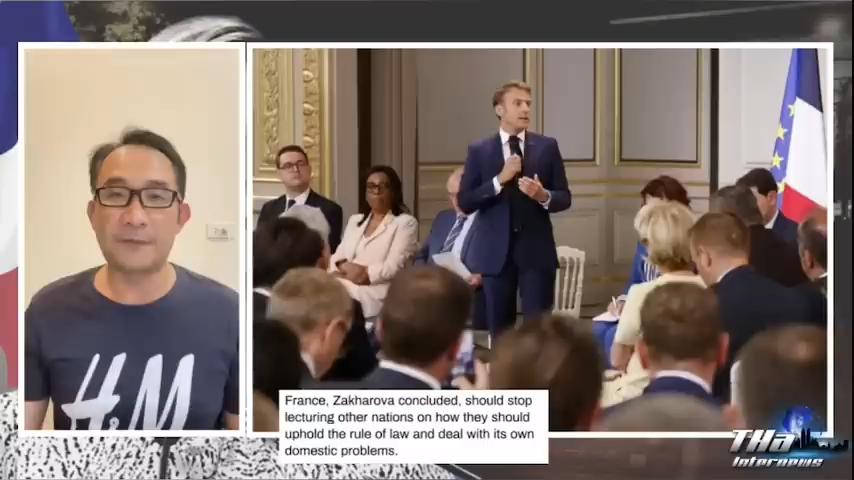 H&M
France, Zakharova concluded, should stop
lecturing other nations on how they should
uphold the rule of law and deal with its own
domestic problems.
THa
Internews